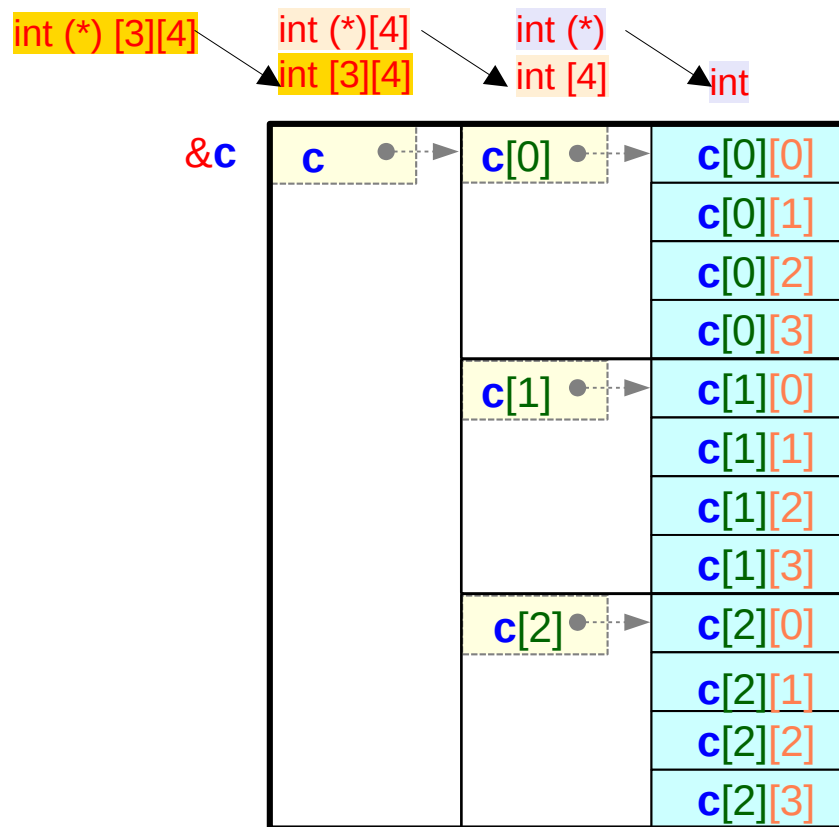 int (*) [3][4] int (*)[4] int (*)
int [3][4] int [4] int
&c c c[0] c[0][0]
c[0][1]
c[0][2]
c[0][3]
c[1] c[1][0]
c[1][1]
c[1][2]
c[1][3]
c[2] c[2][0]
c[2][1]
c[2][2]
c[2][3]